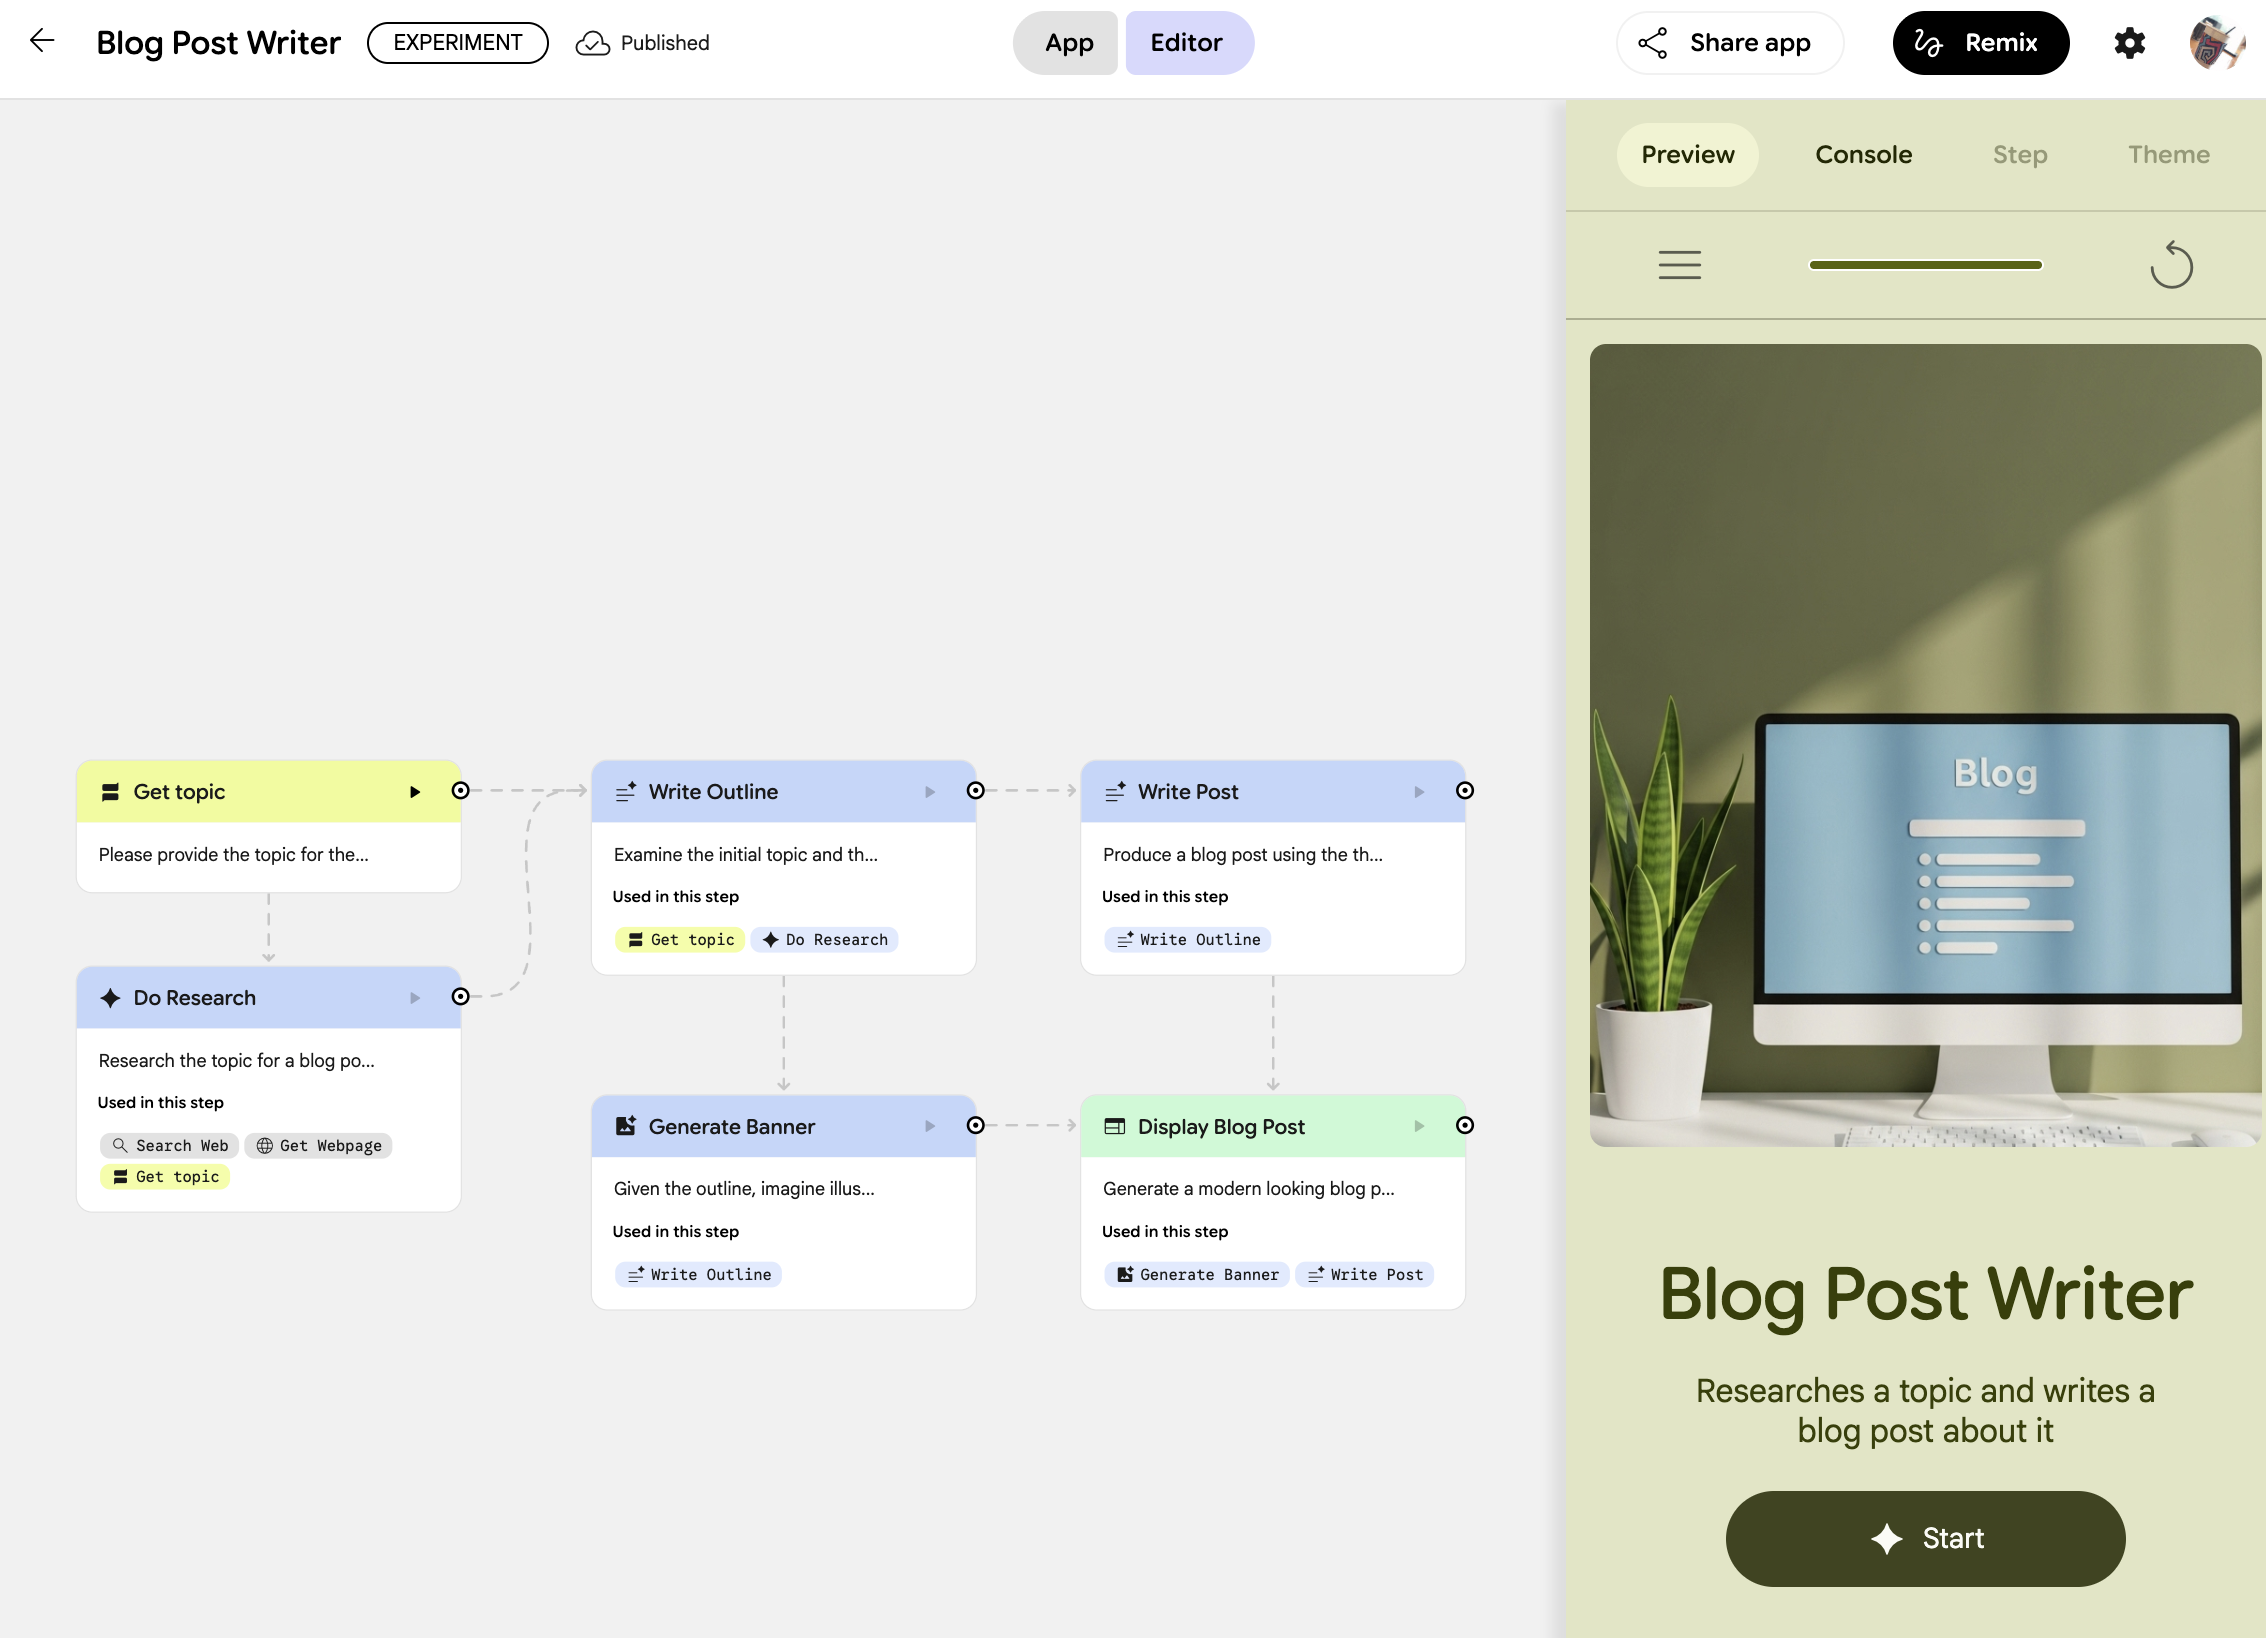 Blog Post Writer
EXPERIMENT
Published
App
Editor
Share app
Remix
Get topic
Please provide the topic for the...
Do Research
Research the topic for a blog po...
Used in this step
Search Web
Get Webpage
Get topic
Write Outline
Examine the initial topic and th...
Used in this step
Get topic
Do Research
Generate Banner
Given the outline, imagine illus...
Used in this step
Write Outline
Write Post
Produce a blog post using the th...
Used in this step
Write Outline
Display Blog Post
Generate a modern looking blog p...
Used in this step
Generate Banner
Write Post
Preview
Console
Step
Theme
Blog
Blog Post Writer
Researches a topic and writes a
blog post about it
Start